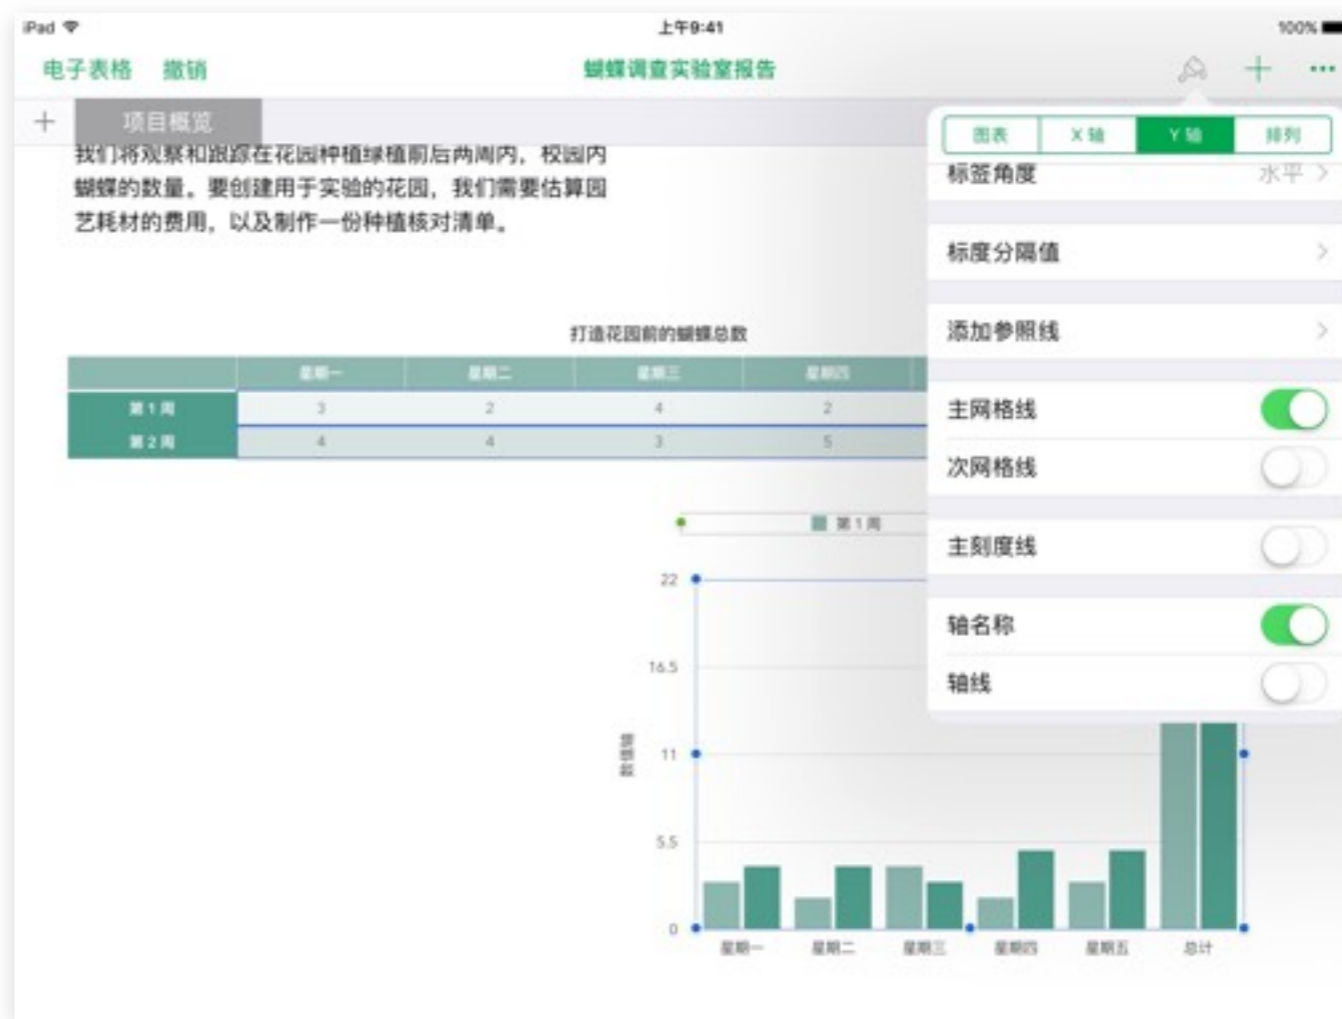 iPad 上午9:41 100%
电子表格 撤销 蝴蝶调查实验室报告
项目概览
我们将观察和跟踪在花园种植绿植前后两周内，校园内
蝴蝶的数量。要创建用于实验的花园，我们需要估算园
艺耗材的费用，以及制作一份种植核对清单。
打造花园前的蝴蝶总数
星期一 星期二 星期三 星期四
第 1 周 3 2 4 2
第 2 周 4 4 3 5
第 1 周
22
16.5
11
5.5
0
数值轴
星期一 星期二 星期三 星期四 星期五 总计
图表 X 轴 Y 轴 排列
标签角度 水平
标度分隔值
添加参照线
主网格线
次网格线
主刻度线
轴名称
轴线